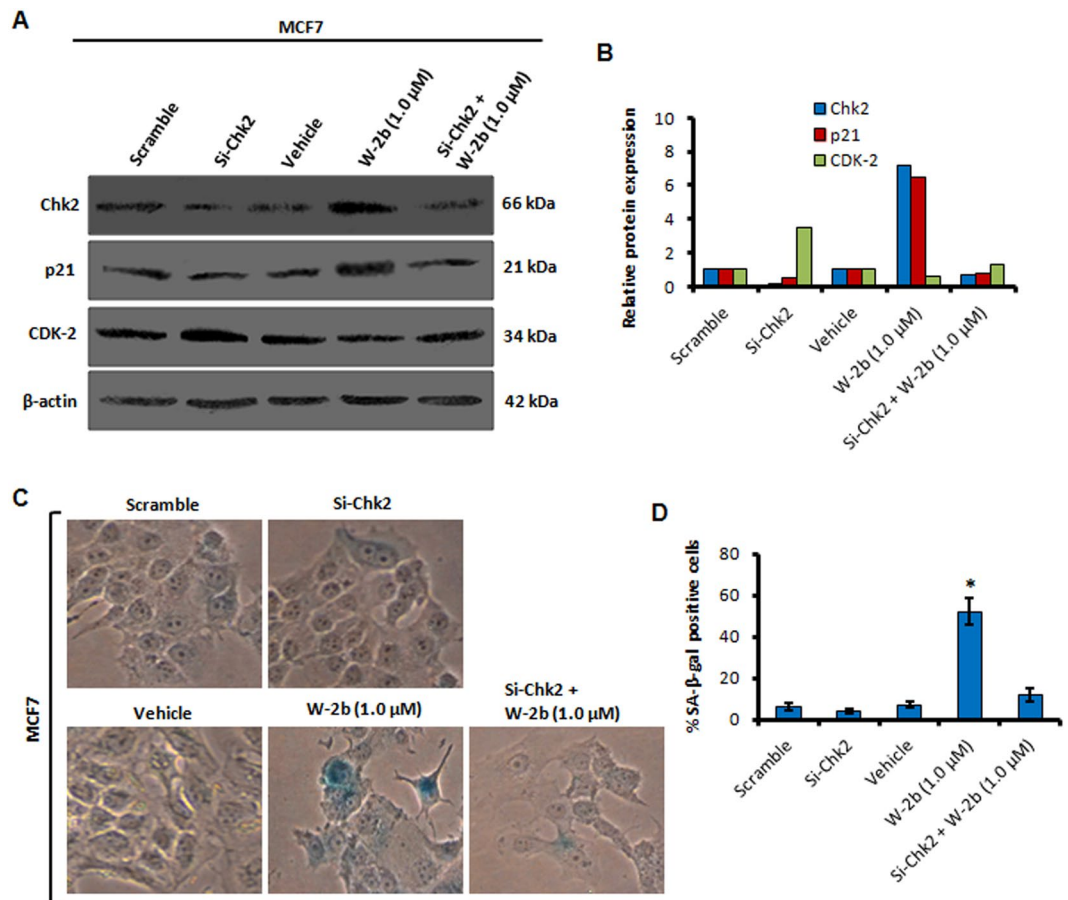 A
MCF7
Scramble
Si-Chk2
Vehicle
W-2b (1.0 µM)
Si-Chk2 +
W-2b (1.0 µM)
Chk2
66 kDa
p21
21 kDa
CDK-2
34 kDa
β-actin
42 kDa
B
Chk2
p21
CDK-2
Relative protein expression
10
8
6
4
2
0
Scramble
Si-Chk2
Vehicle
W-2b (1.0 µM)
Si-Chk2 + W-2b (1.0 µM)
C
MCF7
Scramble
Si-Chk2
Vehicle
W-2b (1.0 µM)
Si-Chk2 +
W-2b (1.0 µM)
D
% SA-β-gal positive cells
80
60
40
20
0
*
Scramble
Si-Chk2
Vehicle
W-2b (1.0 µM)
Si-Chk2 + W-2b (1.0 µM)